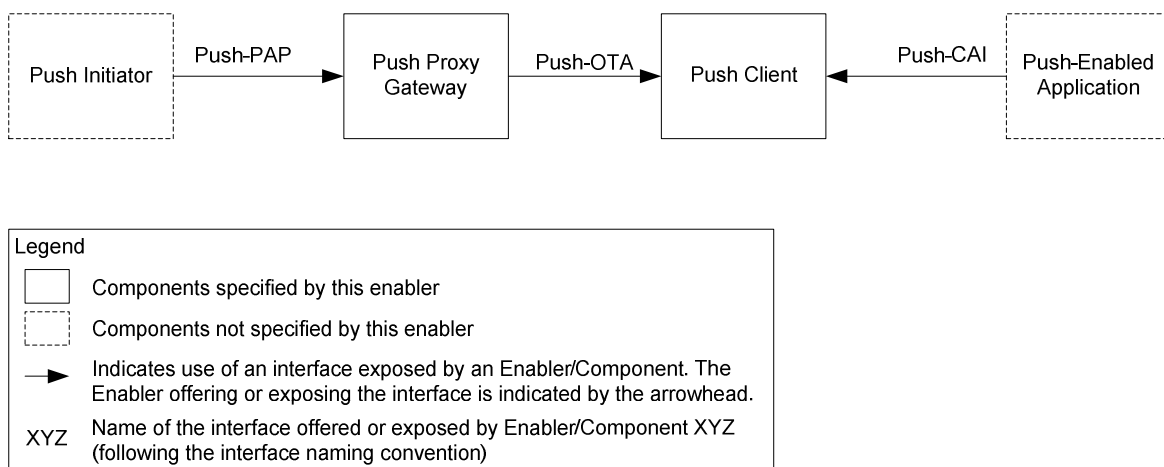 Push Initiator
Push-PAP
Push Proxy
Gateway
Push-OTA
Push Client
Push-CAI
Push-Enabled
Application
Legend
Components specified by this enabler
Components not specified by this enabler
Indicates use of an interface exposed by an Enabler/Component. The
Enabler offering or exposing the interface is indicated by the arrowhead.
XYZ Name of the interface offered or exposed by Enabler/Component XYZ
(following the interface naming convention)